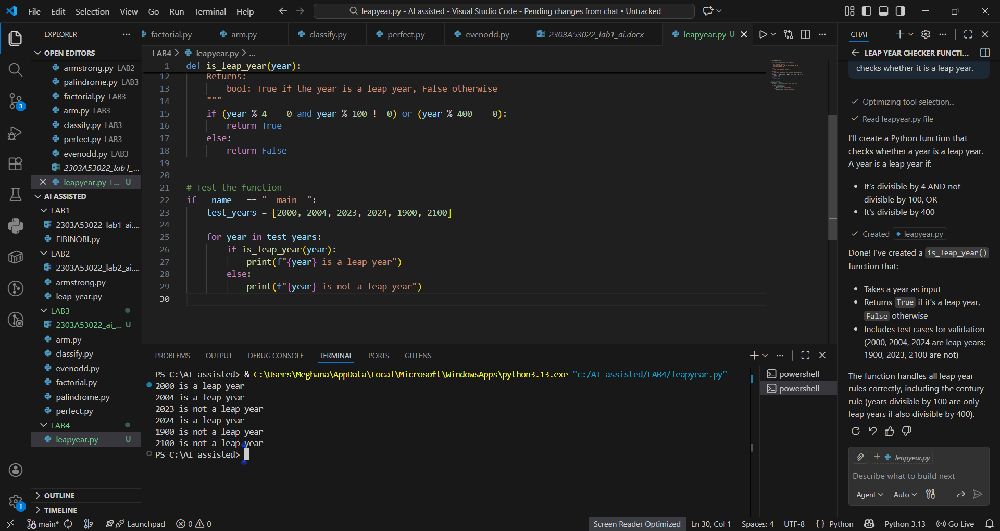 File Edit Selection View Go Run Terminal Help
leapyear.py - AI assisted - Visual Studio Code - Pending changes from chat • Untracked
EXPLORER
OPEN EDITORS
armstrong.py LAB2
palindrome.py LAB3
factorial.py LAB3
arm.py LAB3
classify.py LAB3
perfect.py LAB3
evenodd.py LAB3
2303A53022_lab1_...
leapyear.py L... U
AI ASSISTED
LAB1
2303A53022_lab1_ai....
FIBINOBI.py
LAB2
2303A53022_lab2_ai....
armstrong.py
leap_year.py
LAB3
2303A53022_ai_... U
arm.py
classify.py
evenodd.py
factorial.py
palindrome.py
perfect.py
LAB4
leapyear.py U
OUTLINE
TIMELINE
3
1
factorial.py
arm.py
classify.py
perfect.py
evenodd.py
2303A53022_lab1_ai.docx
leapyear.py U
LAB4 > leapyear.py > ...
1 def is_leap_year(year):
12 Returns:
13 bool: True if the year is a leap year, False otherwise
14 """
15 if (year % 4 == 0 and year % 100 != 0) or (year % 400 == 0):
16 return True
17 else:
18 return False
19
20
21 # Test the function
22 if __name__ == "__main__":
23 test_years = [2000, 2004, 2023, 2024, 1900, 2100]
24
25 for year in test_years:
26 if is_leap_year(year):
27 print(f"{year} is a leap year")
28 else:
29 print(f"{year} is not a leap year")
30
PROBLEMS OUTPUT DEBUG CONSOLE TERMINAL PORTS GITLENS
PS C:\AI assisted> & C:\Users\Meghana\AppData\Local\Microsoft\WindowsApps\python3.13.exe "c:/AI assisted/LAB4/leapyear.py"
2000 is a leap year
2004 is a leap year
2023 is not a leap year
2024 is a leap year
1900 is not a leap year
2100 is not a leap year
PS C:\AI assisted>
powershell
powershell
CHAT
LEAP YEAR CHECKER FUNCTI...
checks whether it is a leap year.
Optimizing tool selection...
Read leapyear.py file
I'll create a Python function that
checks whether a year is a leap year.
A year is a leap year if:
• It's divisible by 4 AND not
divisible by 100, OR
• It's divisible by 400
Created leapyear.py
Done! I've created a is_leap_year()
function that:
• Takes a year as input
• Returns True if it's a leap year,
False otherwise
• Includes test cases for validation
(2000, 2004, 2024 are leap years;
1900, 2023, 2100 are not)
The function handles all leap year
rules correctly, including the century
rule (years divisible by 100 are only
leap years if also divisible by 400).
leapyear.py
Describe what to build next
Agent Auto
main* Launchpad 0 0
Screen Reader Optimized Ln 30, Col 1 Spaces: 4 UTF-8 { } Python Python 3.13 Go Live